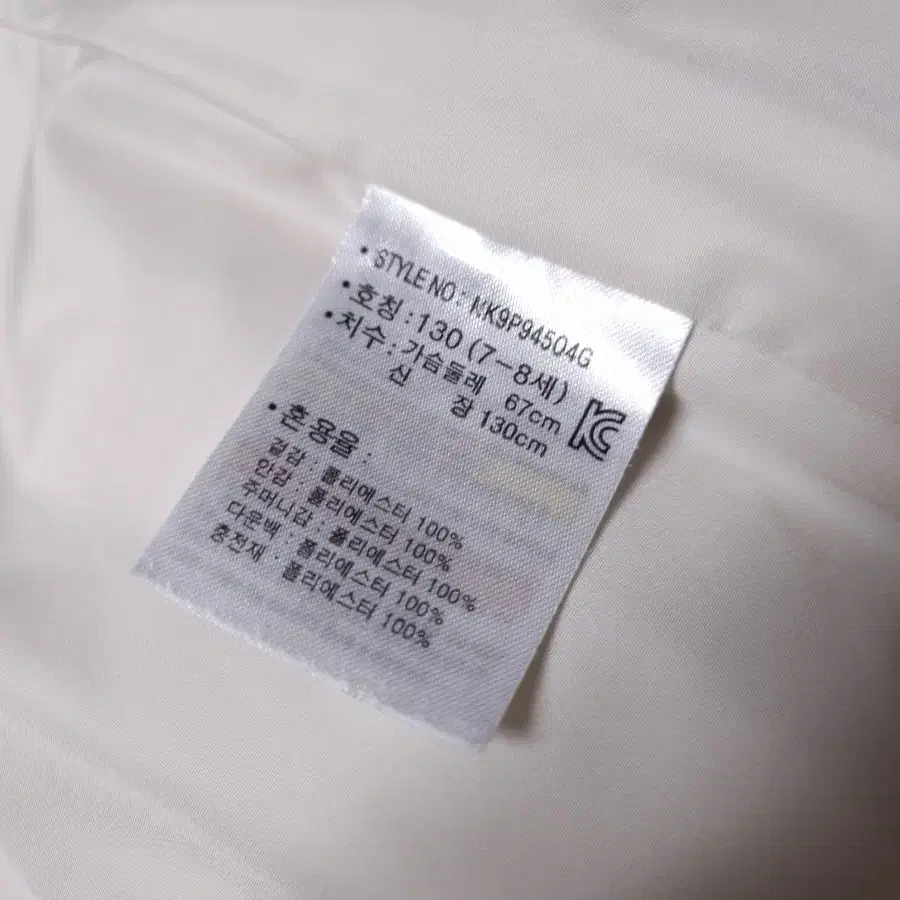 • STYLE NO : NK9P94504G
• 호칭 : 130 (7-8세)
• 치수 : 가슴둘레 67cm
신 장 130cm
KC
• 혼용율 :
겉감 : 폴리에스터 100%
안감 : 폴리에스터 100%
주머니감 : 폴리에스터 100%
다운백 : 폴리에스터 100%
충전재 : 폴리에스터 100%